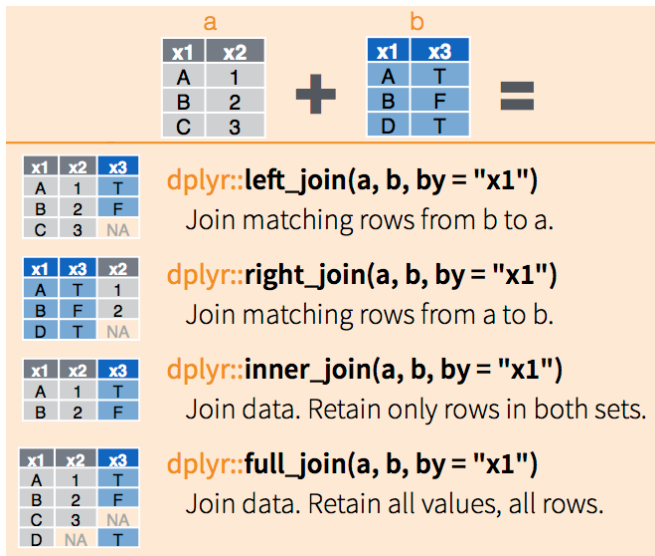 a b
x1 x2 x1 x3
A 1 A T
B 2 B F
C 3 D T
+ =
x1 x2 x3
A 1 T
B 2 F
C 3 NA
dplyr::left_join(a, b, by = "x1")
Join matching rows from b to a.
x1 x3 x2
A T 1
B F 2
D T NA
dplyr::right_join(a, b, by = "x1")
Join matching rows from a to b.
x1 x2 x3
A 1 T
B 2 F
dplyr::inner_join(a, b, by = "x1")
Join data. Retain only rows in both sets.
x1 x2 x3
A 1 T
B 2 F
C 3 NA
D NA T
dplyr::full_join(a, b, by = "x1")
Join data. Retain all values, all rows.